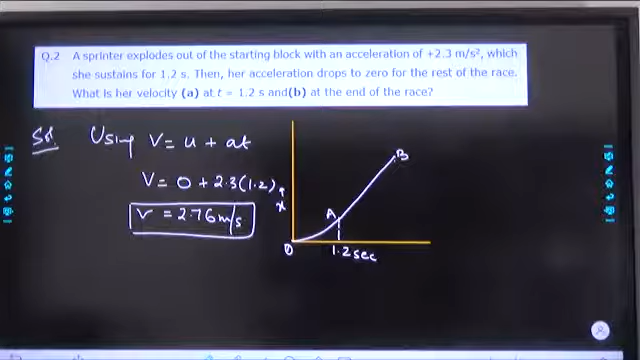 Q.2 A sprinter explodes out of the starting block with an acceleration of +2.3 m/s², which
she sustains for 1.2 s. Then, her acceleration drops to zero for the rest of the race.
What is her velocity (a) at t = 1.2 s and(b) at the end of the race?
Sol. Using V = u + at
V = 0 + 2.3(1.2)
V = 2.76 m/s
x
B
A
O
1.2 sec